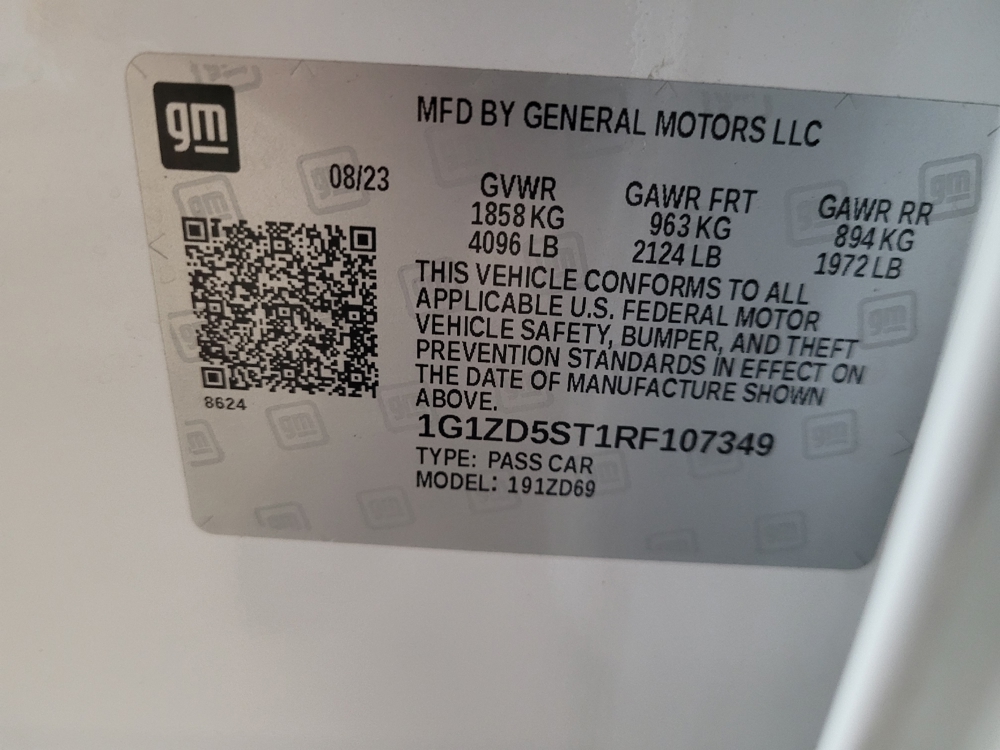 gm
MFD BY GENERAL MOTORS LLC
08/23
GVWR
1858 KG
4096 LB
GAWR FRT
963 KG
2124 LB
GAWR RR
894 KG
1972 LB
THIS VEHICLE CONFORMS TO ALL
APPLICABLE U.S. FEDERAL MOTOR
VEHICLE SAFETY, BUMPER, AND THEFT
PREVENTION STANDARDS IN EFFECT ON
THE DATE OF MANUFACTURE SHOWN
ABOVE.
8624
1G1ZD5ST1RF107349
TYPE: PASS CAR
MODEL: 191ZD69